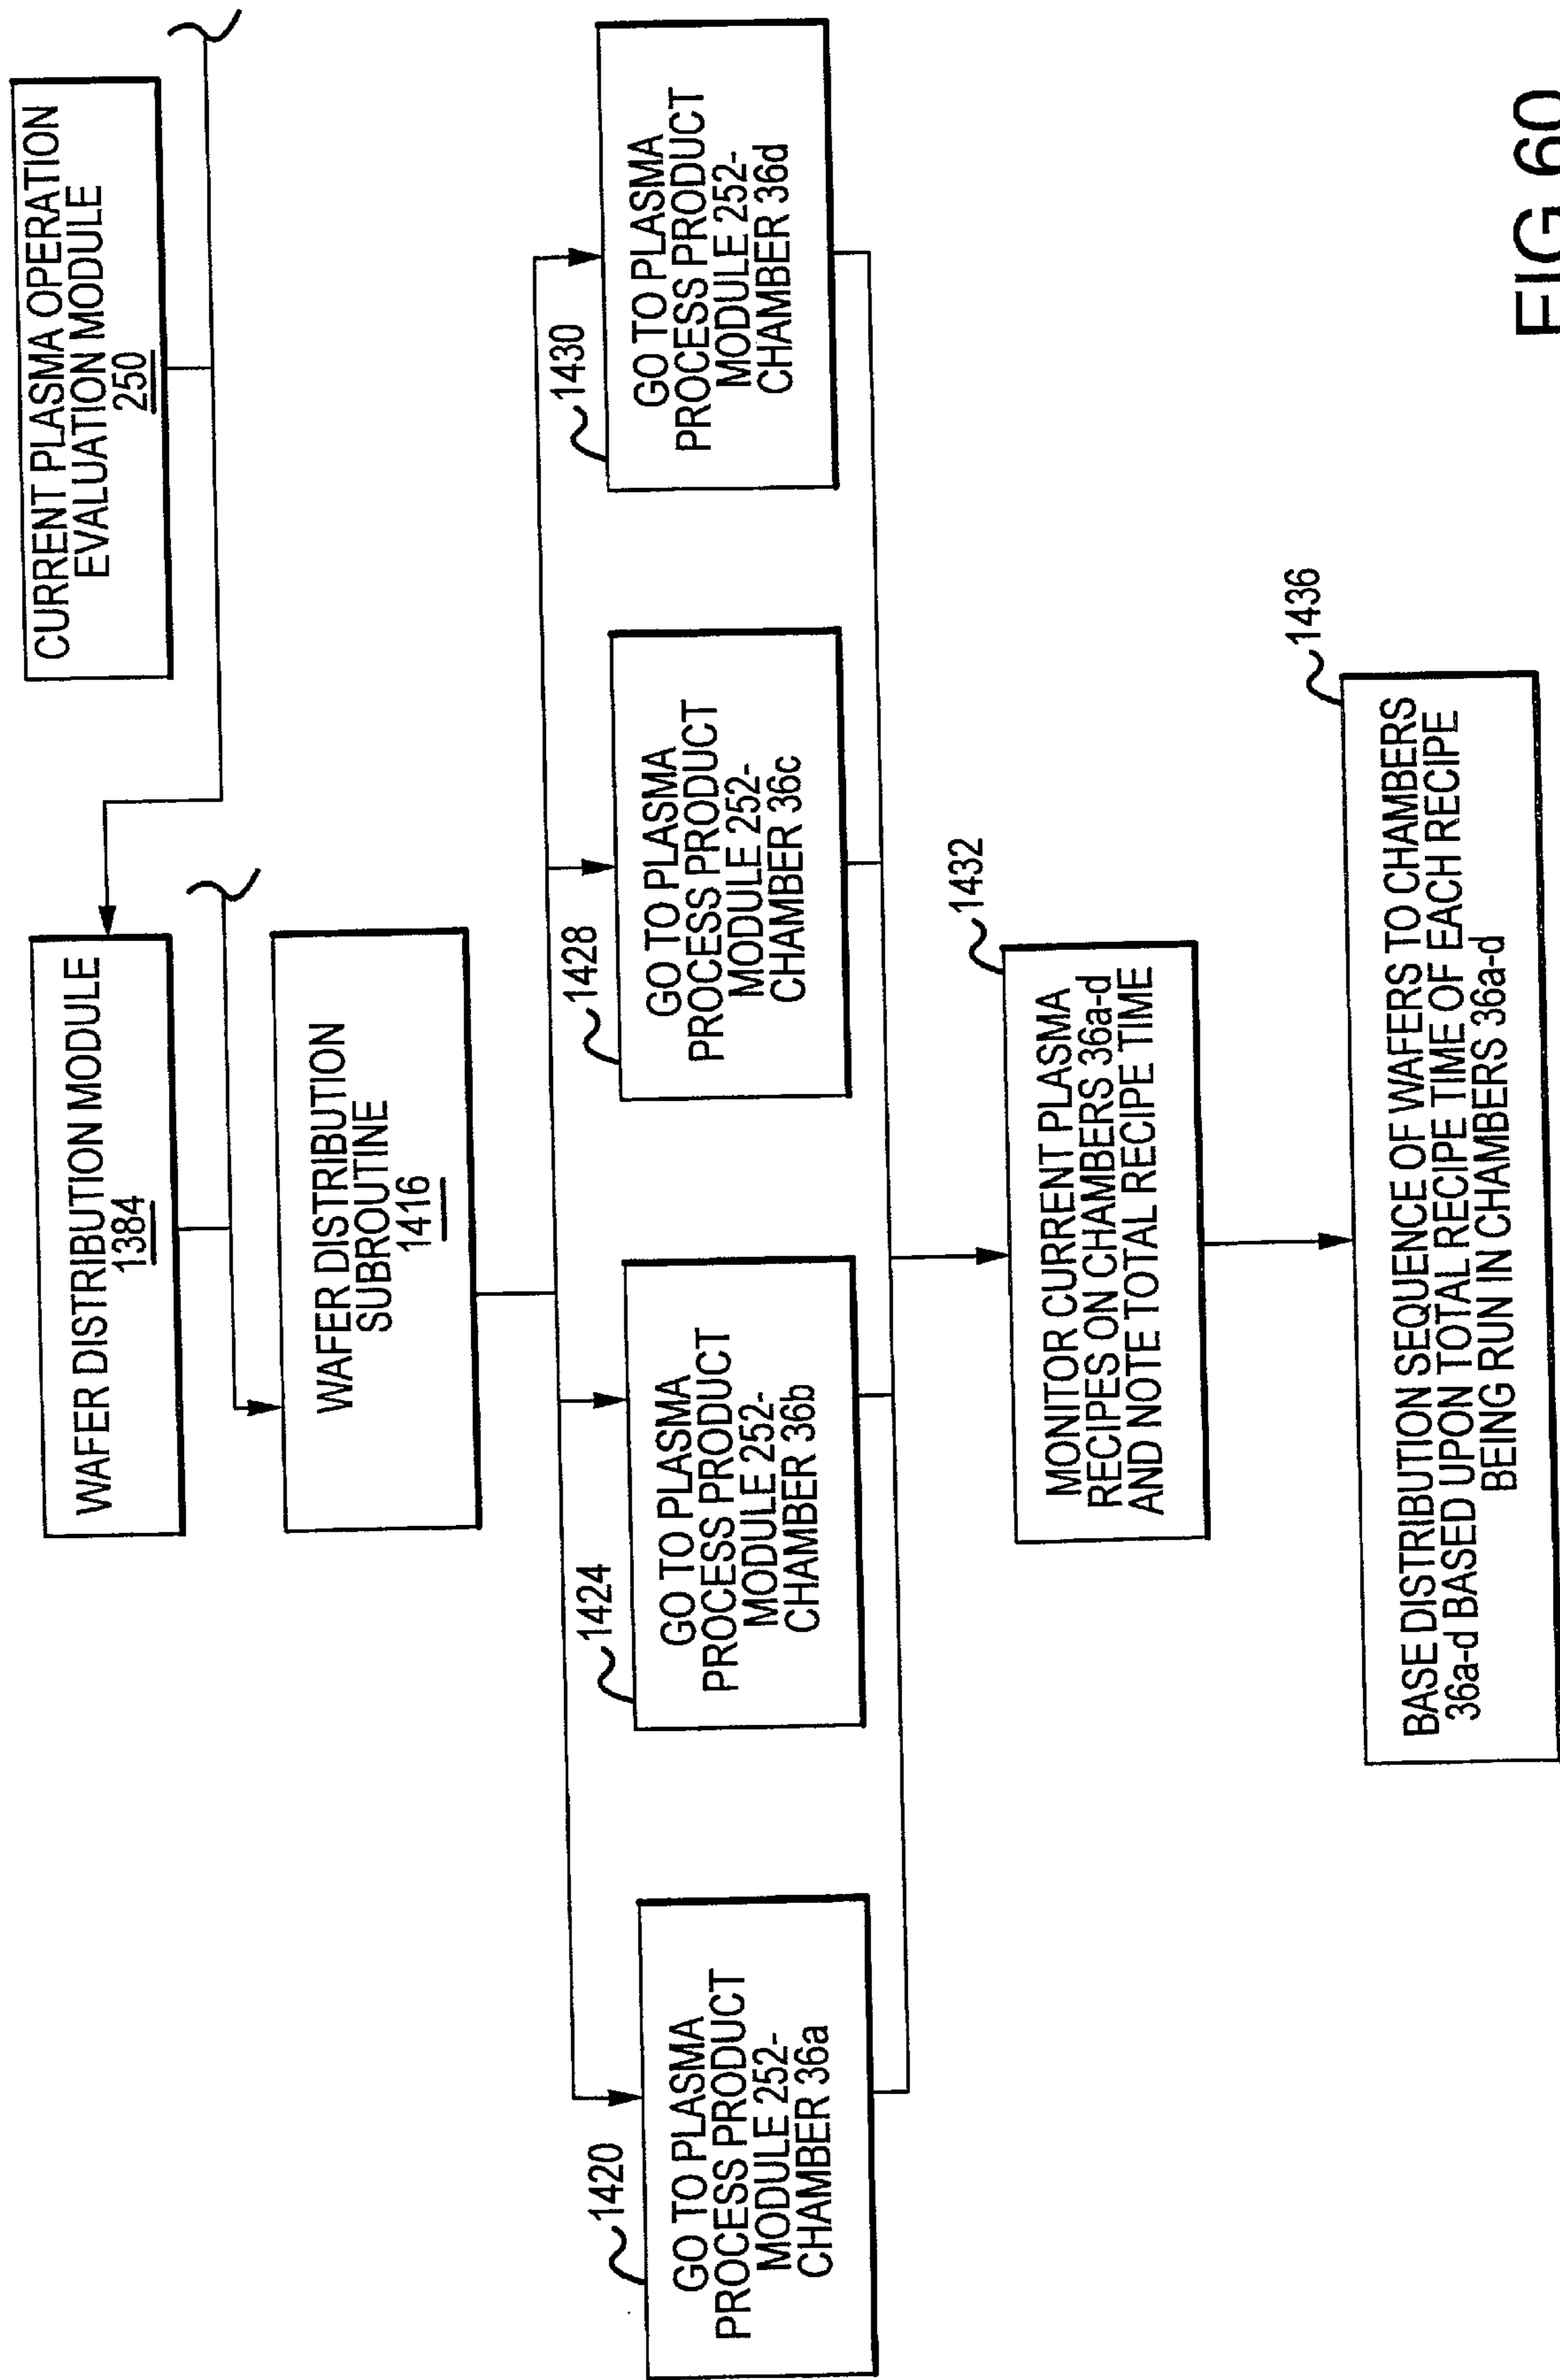 CURRENT PLASMA OPERATION
EVALUATION MODULE
250
WAFER DISTRIBUTION MODULE
1384
WAFER DISTRIBUTION
SUBROUTINE
1416
1420
GO TO PLASMA
PROCESS PRODUCT
MODULE 252-
CHAMBER 36a
1424
GO TO PLASMA
PROCESS PRODUCT
MODULE 252-
CHAMBER 36b
1428
GO TO PLASMA
PROCESS PRODUCT
MODULE 252-
CHAMBER 36c
1430
GO TO PLASMA
PROCESS PRODUCT
MODULE 252-
CHAMBER 36d
1432
MONITOR CURRENT PLASMA
RECIPES ON CHAMBERS 36a-d
AND NOTE TOTAL RECIPE TIME
1436
BASE DISTRIBUTION SEQUENCE OF WAFERS TO CHAMBERS
36a-d BASED UPON TOTAL RECIPE TIME OF EACH RECIPE
BEING RUN IN CHAMBERS 36a-d
FIG 60